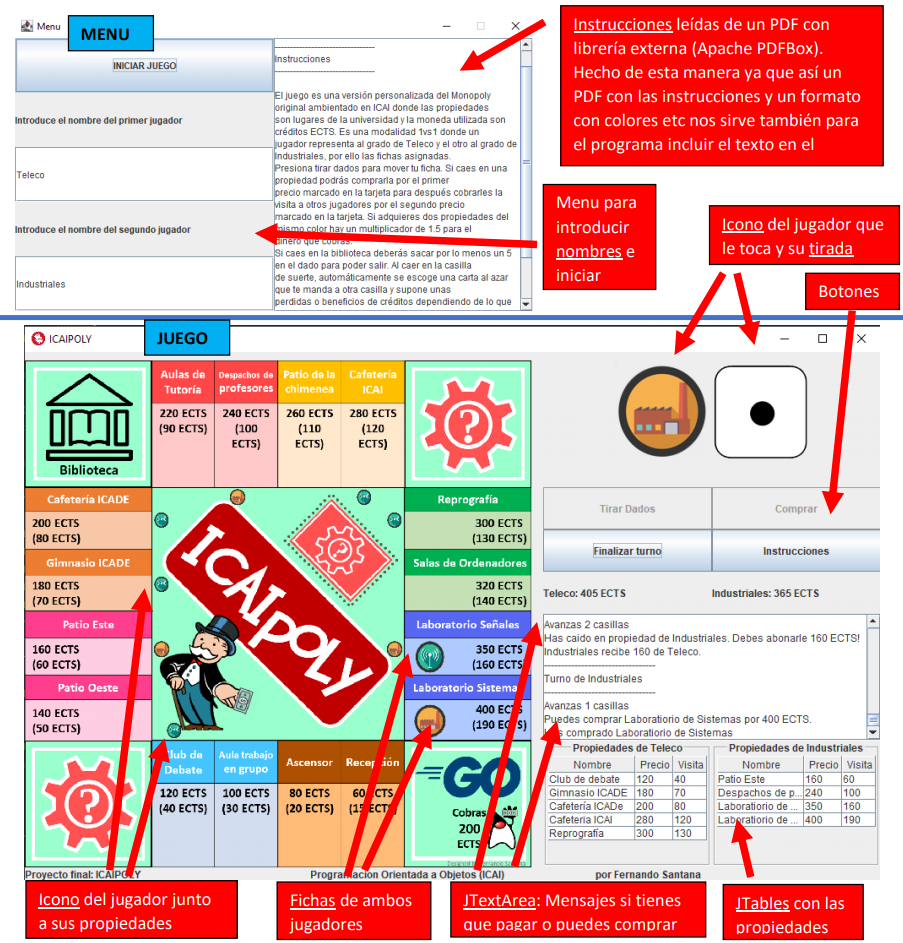 Menu
MENU
INICIAR JUEGO
Introduce el nombre del primer jugador
Teleco
Introduce el nombre del segundo jugador
Industriales
Instrucciones
El juego es una versión personalizada del Monopoly
original ambientado en ICAI donde las propiedades
son lugares de la universidad y la moneda utilizada son
créditos ECTS. Es una modalidad 1vs1 donde un
jugador representa al grado de Teleco y el otro al grado de
Industriales, por ello las fichas asignadas.
Presiona tirar dados para mover tu ficha. Si caes en una
propiedad podrás comprarla por el primer
precio marcado en la tarjeta para después cobrarles la
visita a otros jugadores por el segundo precio
marcado en la tarjeta. Si adquieres dos propiedades del
mismo color hay un multiplicador de 1.5 para el
dinero que cobras.
Si caes en la biblioteca deberás sacar por lo menos un 5
en el dado para poder salir. Al caer en la casilla
de suerte, automáticamente se escoge una carta al azar
que te manda a otra casilla y supone unas
perdidas o beneficios de créditos dependiendo de lo que
Instrucciones leídas de un PDF con
librería externa (Apache PDFBox).
Hecho de esta manera ya que así un
PDF con las instrucciones y un formato
con colores etc nos sirve también para
el programa incluir el texto en el
Menu para
introducir
nombres e
iniciar
Icono del jugador que
le toca y su tirada
Botones
ICAIPOLY
JUEGO
Biblioteca
Aulas de
Tutoría
220 ECTS
(90 ECTS)
Despachos de
profesores
240 ECTS
(100
ECTS)
Patio de la
chimenea
260 ECTS
(110
ECTS)
Cafetería
ICAI
280 ECTS
(120
ECTS)
?
Cafetería ICADE
200 ECTS
(80 ECTS)
Gimnasio ICADE
180 ECTS
(70 ECTS)
Patio Este
160 ECTS
(60 ECTS)
Patio Oeste
140 ECTS
(50 ECTS)
?
ICAIPOLY
?
Reprografía
300 ECTS
(130 ECTS)
Salas de Ordenadores
320 ECTS
(140 ECTS)
Laboratorio Señales
350 ECTS
(160 ECTS)
Laboratorio Sistemas
400 ECTS
(190 ECTS)
Club de
Debate
120 ECTS
(40 ECTS)
Aula trabajo
en grupo
100 ECTS
(30 ECTS)
Ascensor
80 ECTS
(20 ECTS)
Recepción
60 ECTS
(15 ECTS)
GO
Cobras
200
ECTS
Designed by Fernando Santana
Tirar Dados
Comprar
Finalizar turno
Instrucciones
Teleco: 405 ECTS
Industriales: 365 ECTS
Avanzas 2 casillas
Has caido en propiedad de Industriales. Debes abonarle 160 ECTS!
Industriales recibe 160 de Teleco.
Turno de Industriales
Avanzas 1 casillas
Puedes comprar Laboratorio de Sistemas por 400 ECTS.
Has comprado Laboratorio de Sistemas
Propiedades de Teleco
Nombre Precio Visita
Club de debate 120 40
Gimnasio ICADE 180 70
Cafetería ICADe 200 80
Cafeteria ICAI 280 120
Reprografía 300 130
Propiedades de Industriales
Nombre Precio Visita
Patio Este 160 60
Despachos de p... 240 100
Laboratiorio de ... 350 160
Laboratiorio de ... 400 190
Proyecto final: ICAIPOLY
Programación Orientada a Objetos (ICAI)
por Fernando Santana
Icono del jugador junto
a sus propiedades
Fichas de ambos
jugadores
JTextArea: Mensajes si tienes
que pagar o puedes comprar
JTables con las
propiedades